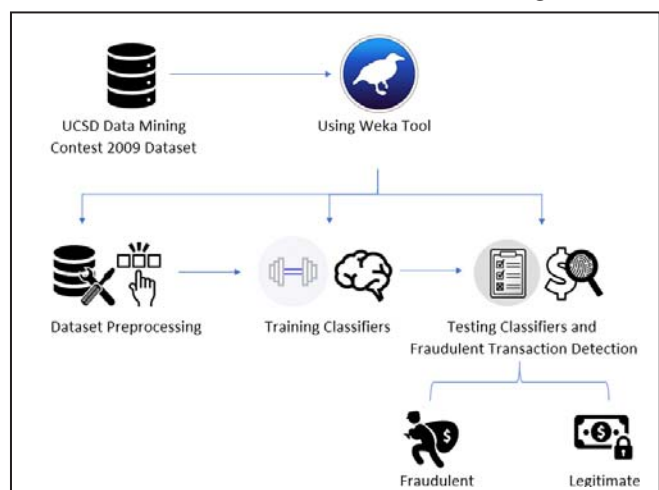 UCSD Data Mining
Contest 2009 Dataset
Using Weka Tool
Dataset Preprocessing
Training Classifiers
Testing Classifiers and
Fraudulent Transaction Detection
Fraudulent
Legitimate